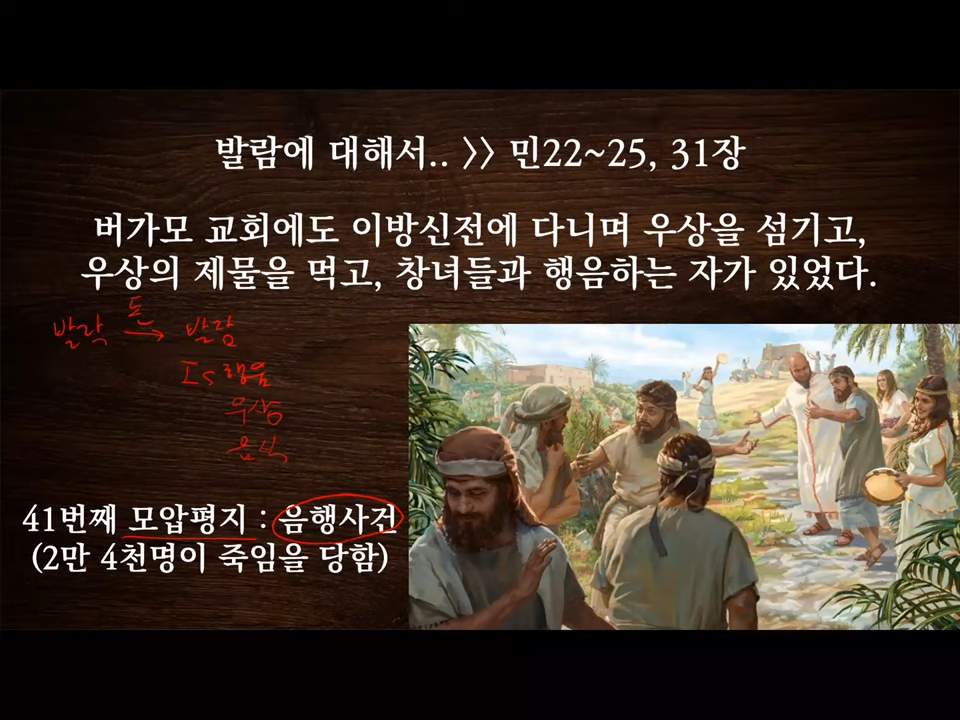 발람에 대해서.. >> 민22~25, 31장
버가모 교회에도 이방신전에 다니며 우상을 섬기고,
우상의 제물을 먹고, 창녀들과 행음하는 자가 있었다.
돈
발락 → 발람
Is 행음
우상
음식
41번째 모압평지 : 음행사건
(2만 4천명이 죽임을 당함)